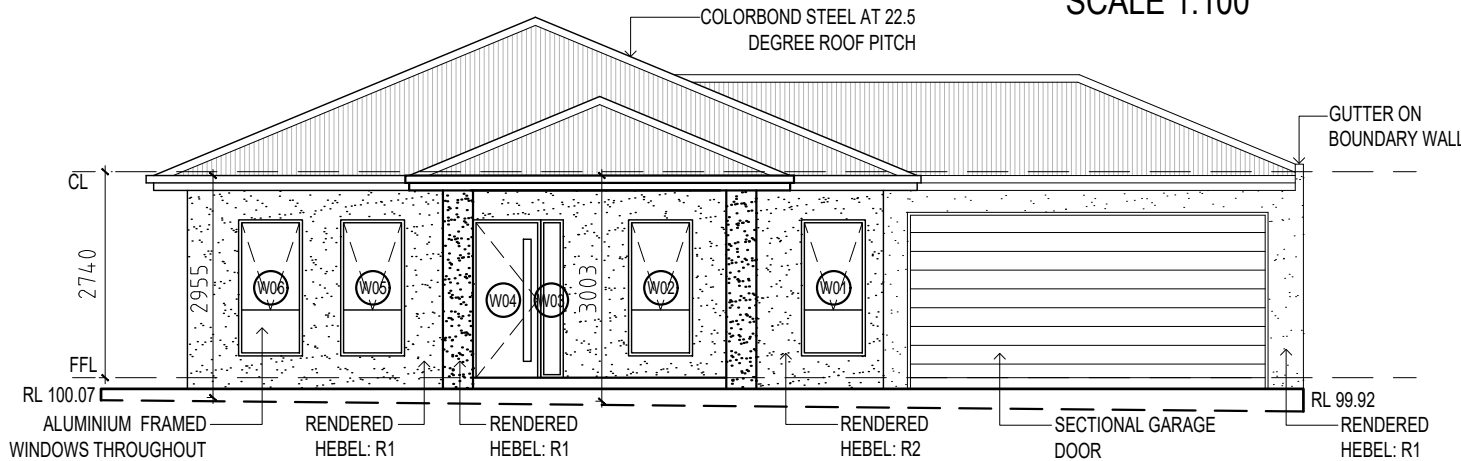 SCALE 1:100
COLORBOND STEEL AT 22.5
DEGREE ROOF PITCH
GUTTER ON
BOUNDARY WALL
CL
2740
2955
3003
W06
W05
W04
W03
W02
W01
FFL
RL 100.07
RL 99.92
ALUMINIUM FRAMED
WINDOWS THROUGHOUT
RENDERED
HEBEL: R1
RENDERED
HEBEL: R1
RENDERED
HEBEL: R2
SECTIONAL GARAGE
DOOR
RENDERED
HEBEL: R1